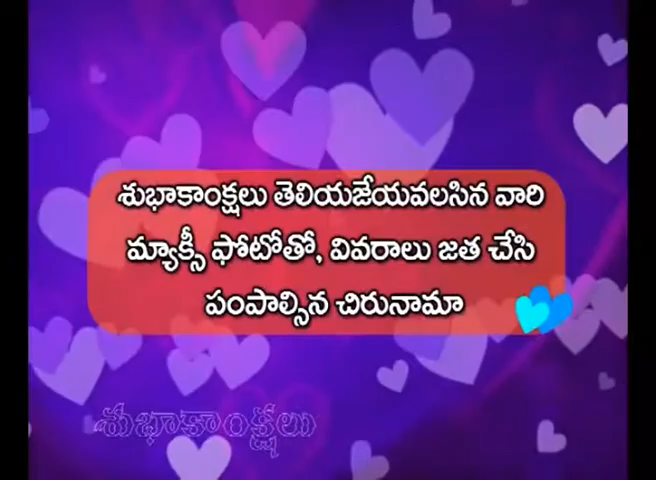 శుభాకాంక్షలు తెలియజేయవలసిన వారి
మ్యాక్సీ ఫోటోతో, వివరాలు జత చేసి
పంపాల్సిన చిరునామా
శుభాకాంక్షలు